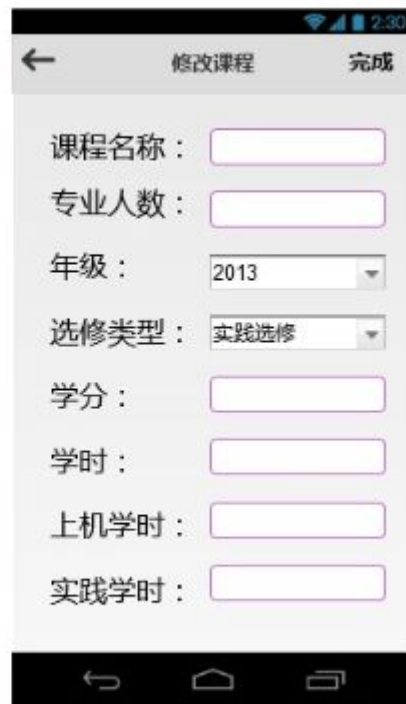 2:30
修改课程 完成
课程名称：
专业人数：
年级： 2013
选修类型： 实践选修
学分：
学时：
上机学时：
实践学时：